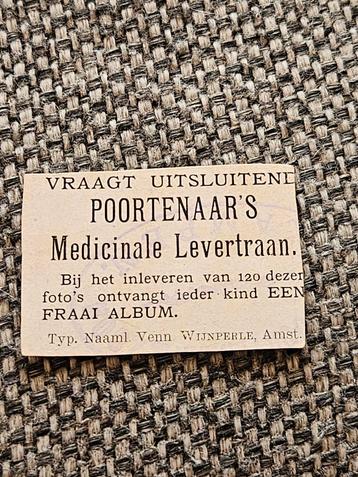 VRAAGT UITSLUITEND
POORTENAAR'S
Medicinale Levertraan.
Bij het inleveren van 120 dezer
foto's ontvangt ieder kind EEN
FRAAI ALBUM.
Typ. Naaml. Venn WIJNPERLE, Amst.